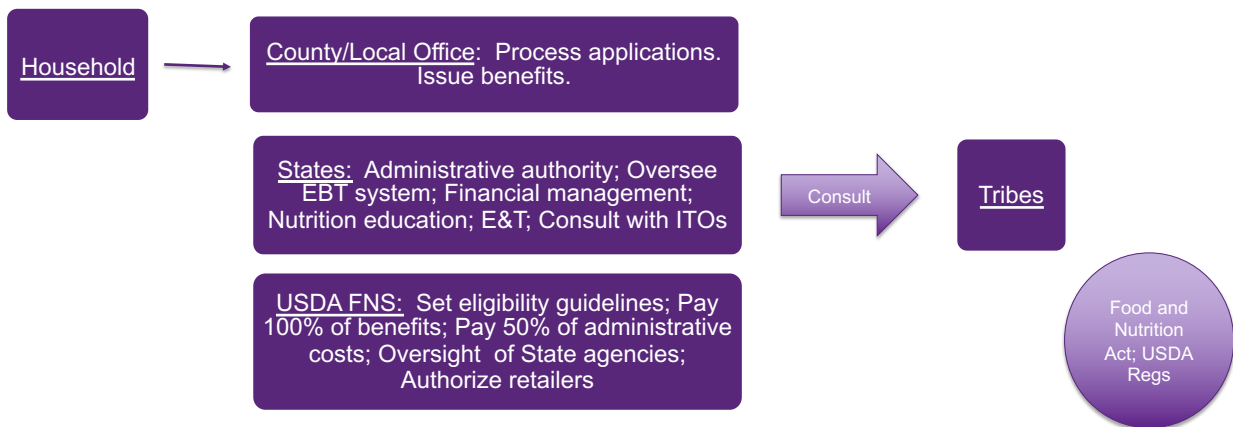 Household
County/Local Office: Process applications.
Issue benefits.
States: Administrative authority; Oversee
EBT system; Financial management;
Nutrition education; E&T; Consult with ITOs
Consult
Tribes
USDA FNS: Set eligibility guidelines; Pay
100% of benefits; Pay 50% of administrative
costs; Oversight of State agencies;
Authorize retailers
Food and
Nutrition
Act; USDA
Regs